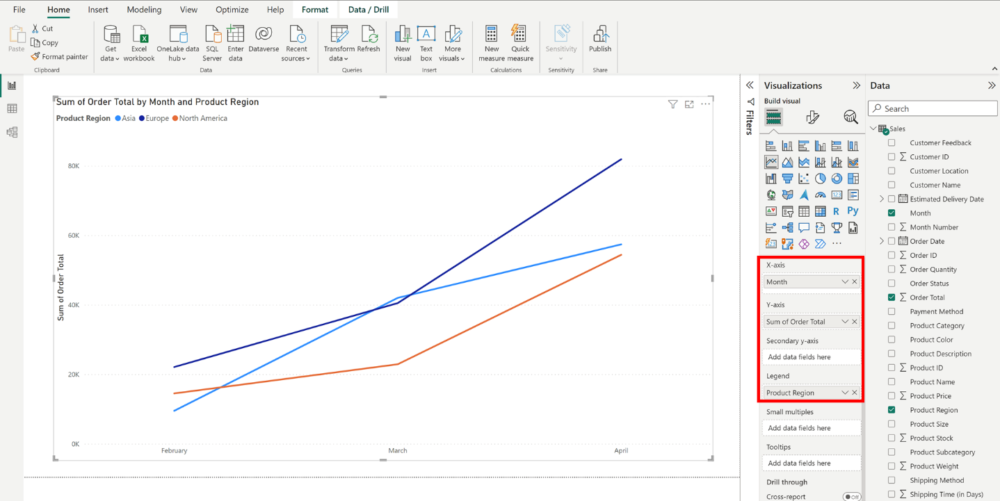 File Home Insert Modeling View Optimize Help Format Data / Drill
Paste
Cut
Copy
Format painter
Clipboard
Get data
Excel workbook
OneLake data hub
SQL Server
Enter data
Dataverse
Recent sources
Data
Transform data
Refresh
Queries
New visual
Text box
More visuals
Insert
New measure
Quick measure
Calculations
Sensitivity
Sensitivity
Publish
Share
Sum of Order Total by Month and Product Region
Product Region Asia Europe North America
Sum of Order Total
80K
60K
40K
20K
0K
February March April
Filters
Visualizations
Build visual
123
R Py
123
X-axis
Month
Y-axis
Sum of Order Total
Secondary y-axis
Add data fields here
Legend
Product Region
Small multiples
Add data fields here
Tooltips
Add data fields here
Drill through
Cross-report Off
Data
Search
Sales
Customer Feedback
∑ Customer ID
Customer Location
Customer Name
Estimated Delivery Date
Month
∑ Month Number
Order Date
∑ Order ID
∑ Order Quantity
Order Status
∑ Order Total
Payment Method
Product Category
Product Color
Product Description
∑ Product ID
Product Name
∑ Product Price
Product Region
Product Size
∑ Product Stock
Product Subcategory
∑ Product Weight
Shipping Method
∑ Shipping Time (in Days)